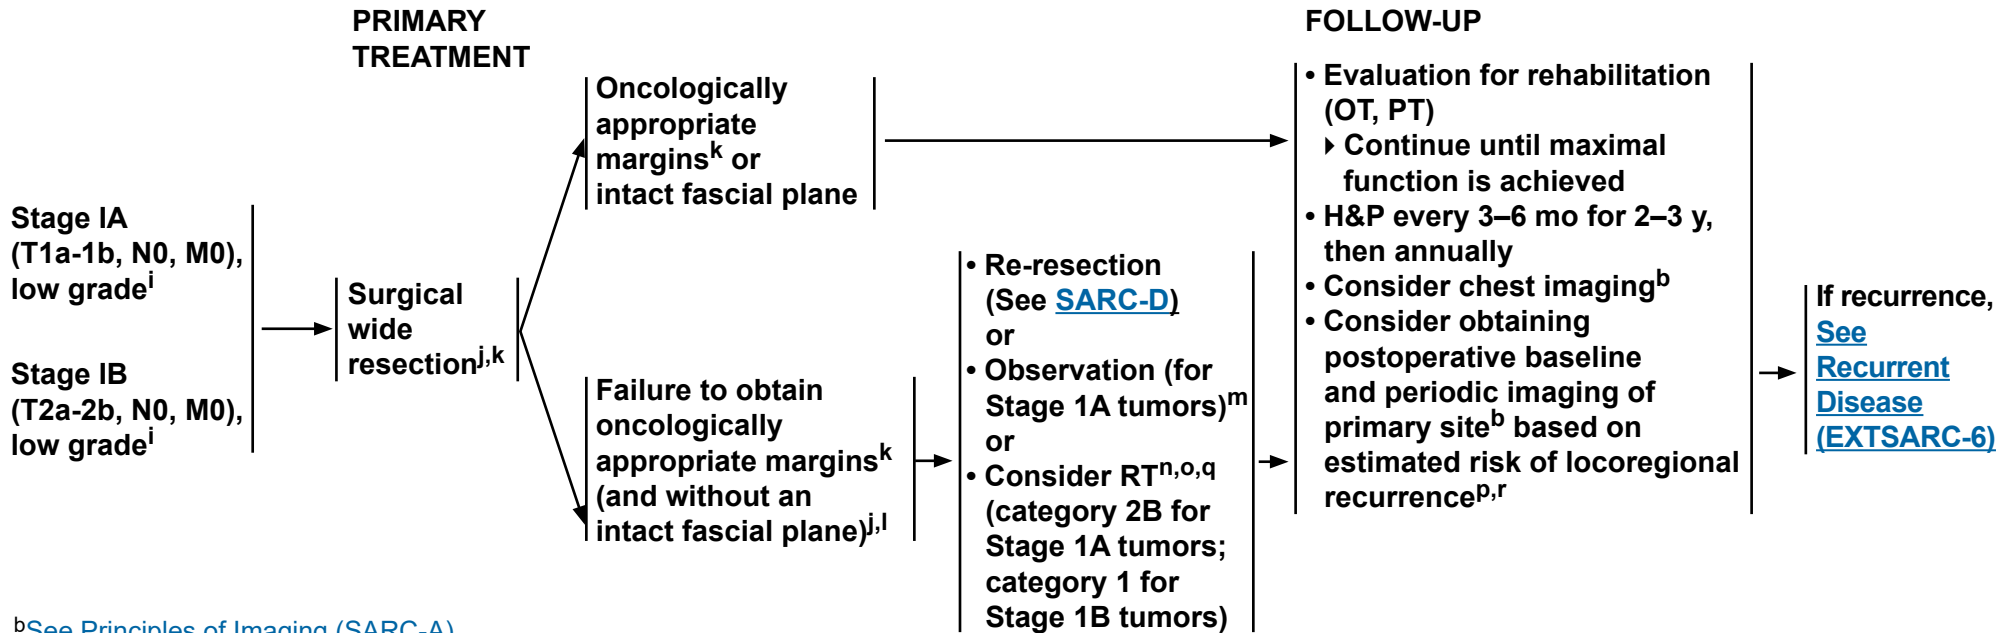 PRIMARY
TREATMENT
FOLLOW-UP
Stage IA
(T1a-1b, N0, M0),
low gradeⁱ
Stage IB
(T2a-2b, N0, M0),
low gradeⁱ
Surgical
wide
resectionʲ,ᵏ
Oncologically
appropriate
marginsᵏ or
intact fascial plane
Failure to obtain
oncologically
appropriate marginsᵏ
(and without an
intact fascial plane)ʲ,ˡ
• Re-resection
(See SARC-D)
or
• Observation (for
Stage 1A tumors)ᵐ
or
• Consider RTⁿ,ᵒ,q
(category 2B for
Stage 1A tumors;
category 1 for
Stage 1B tumors)
• Evaluation for rehabilitation
(OT, PT)
▸ Continue until maximal
function is achieved
• H&P every 3–6 mo for 2–3 y,
then annually
• Consider chest imagingᵇ
• Consider obtaining
postoperative baseline
and periodic imaging of
primary siteᵇ based on
estimated risk of locoregional
recurrenceᵖ,ʳ
If recurrence,
See
Recurrent
Disease
(EXTSARC-6)
ᵇSee Principles of Imaging (SARC-A)